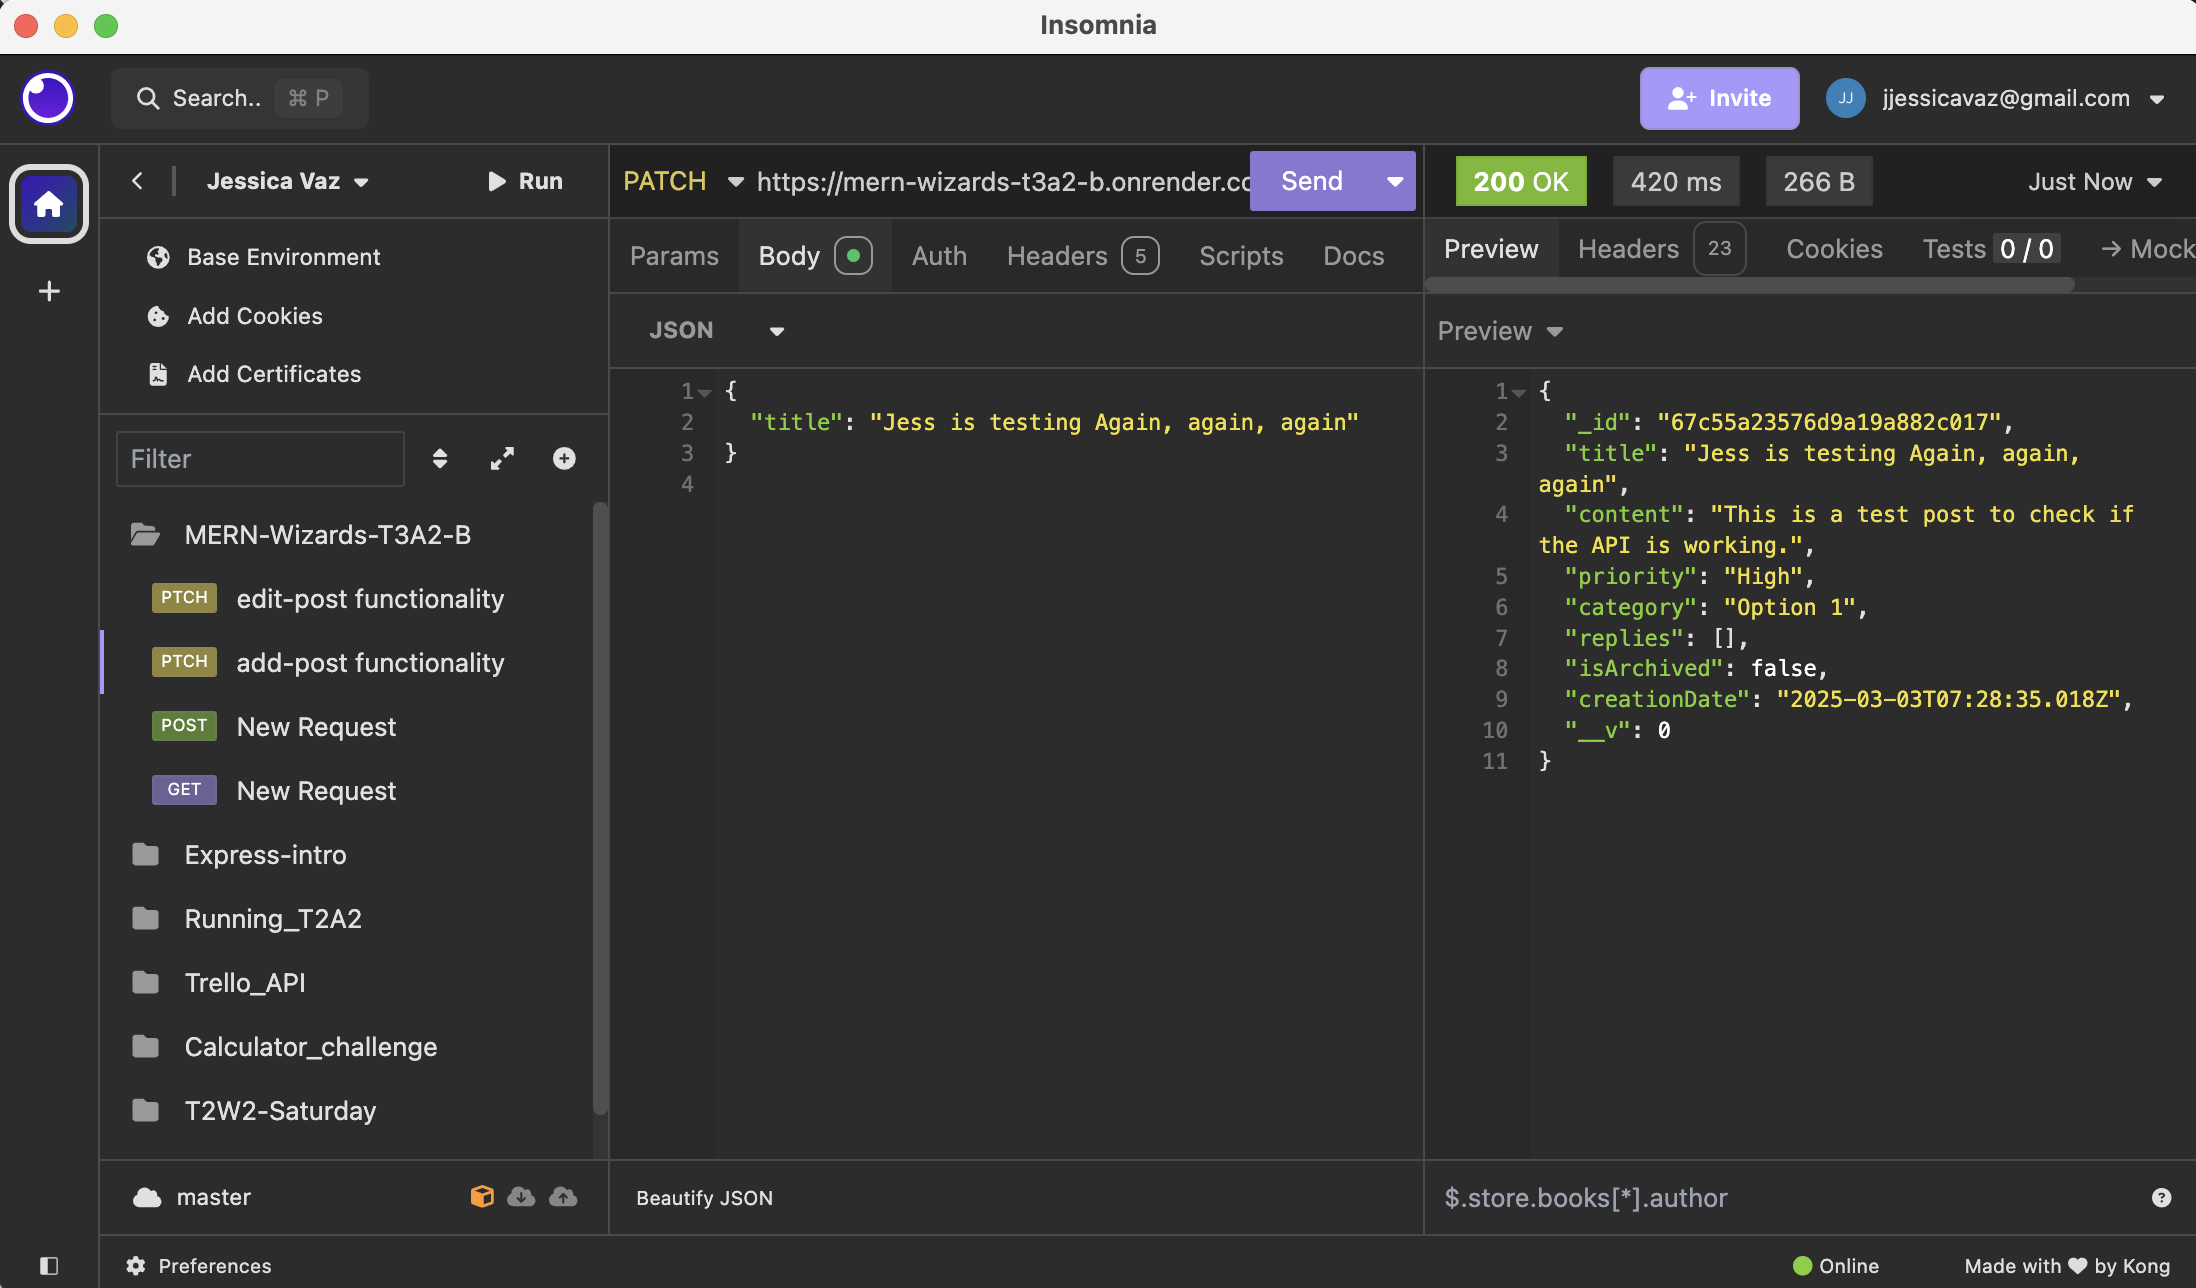 Insomnia
Search.. ⌘ P
Invite
JJ
jjessicavaz@gmail.com
Jessica Vaz
Run
PATCH https://mern-wizards-t3a2-b.onrender.co
Send
200 OK
420 ms
266 B
Just Now
Base Environment
Add Cookies
Add Certificates
Params
Body
Auth
Headers 5
Scripts
Docs
Preview
Headers 23
Cookies
Tests 0 / 0
→ Mock
JSON
Preview
Filter
MERN-Wizards-T3A2-B
PTCH edit-post functionality
PTCH add-post functionality
POST New Request
GET New Request
Express-intro
Running_T2A2
Trello_API
Calculator_challenge
T2W2-Saturday
1 {
2 "title": "Jess is testing Again, again, again"
3 }
4
1 {
2 "_id": "67c55a23576d9a19a882c017",
3 "title": "Jess is testing Again, again,
again",
4 "content": "This is a test post to check if
the API is working.",
5 "priority": "High",
6 "category": "Option 1",
7 "replies": [],
8 "isArchived": false,
9 "creationDate": "2025-03-03T07:28:35.018Z",
10 "__v": 0
11 }
master
Beautify JSON
$.store.books[*].author
?
Preferences
Online
Made with ♥ by Kong